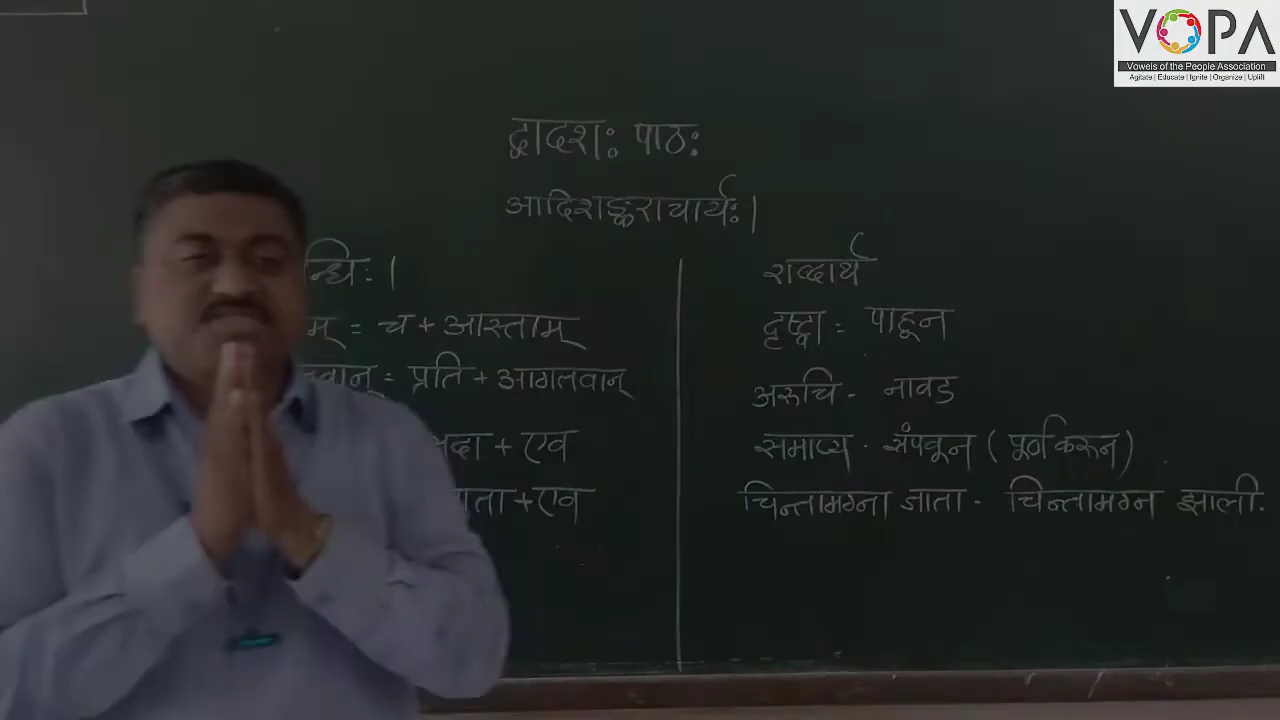 VOPA
Vowels of the People Association
Agitate | Educate | Ignite | Organize | Uplift
द्वादशः पाठः
आदिशङ्कराचार्यः।
न्धिः।
म् = च + आस्ताम्
वान् = प्रति + आगतवान्
दा + एव
ाता + एव
शब्दार्थ
दृष्ट्वा = पाहून
अरुचि - नावड
समाप्य - संपवून (पूर्ण करून)
चिन्तामग्ना जाता - चिन्तामग्न झाली.